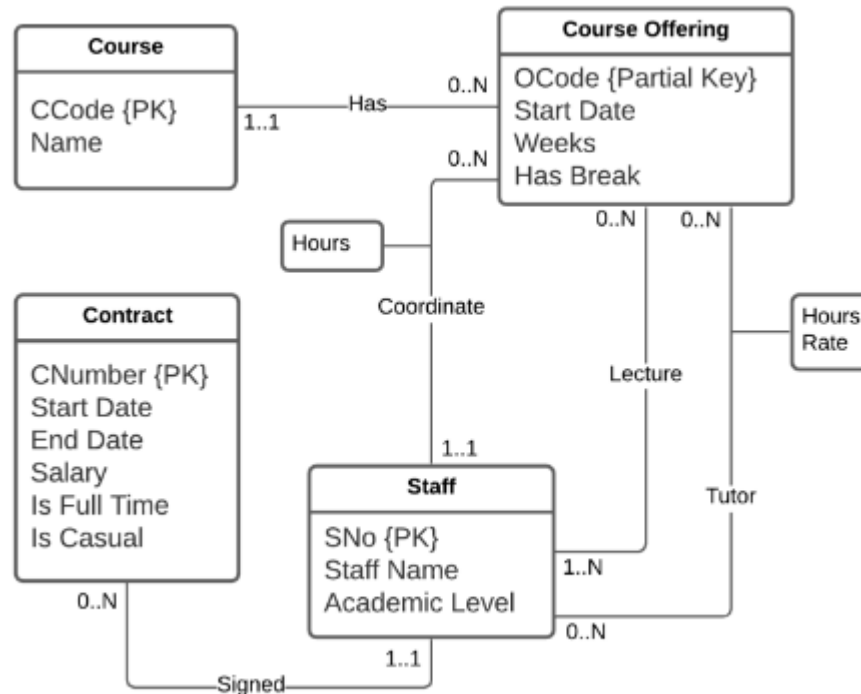 Course
CCode {PK}
Name
1..1
Has
0..N
Course Offering
OCode {Partial Key}
Start Date
Weeks
Has Break
0..N
0..N
0..N
Hours
Coordinate
Hours
Rate
Lecture
Tutor
Contract
CNumber {PK}
Start Date
End Date
Salary
Is Full Time
Is Casual
0..N
1..1
Staff
SNo {PK}
Staff Name
Academic Level
1..N
0..N
1..1
Signed